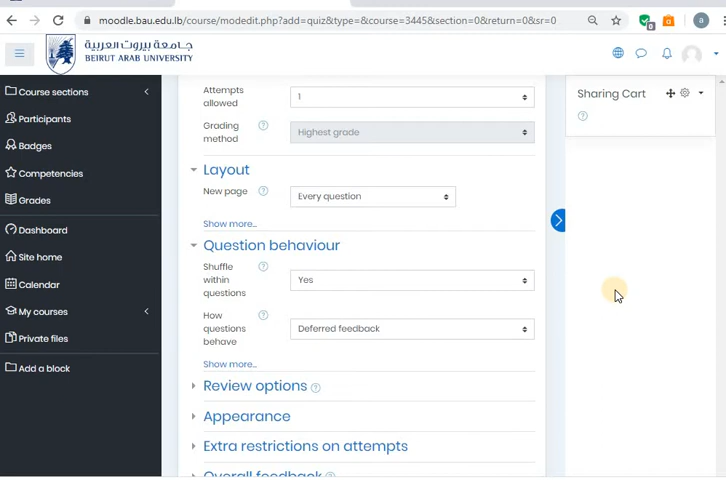 moodle.bau.edu.lb/course/modedit.php?add=quiz&type=&course=3445&section=0&return=0&sr=0
0
a
جامعة بيروت العربية
BEIRUT ARAB UNIVERSITY
Course sections
Participants
Badges
Competencies
Grades
Dashboard
Site home
Calendar
My courses
Private files
Add a block
Attempts
allowed
1
Grading
method
?
Highest grade
Layout
New page
?
Every question
Show more...
Question behaviour
Shuffle
within
questions
?
Yes
How
questions
behave
?
Deferred feedback
Show more...
Review options ?
Appearance
Extra restrictions on attempts
Overall feedback ?
Sharing Cart
?